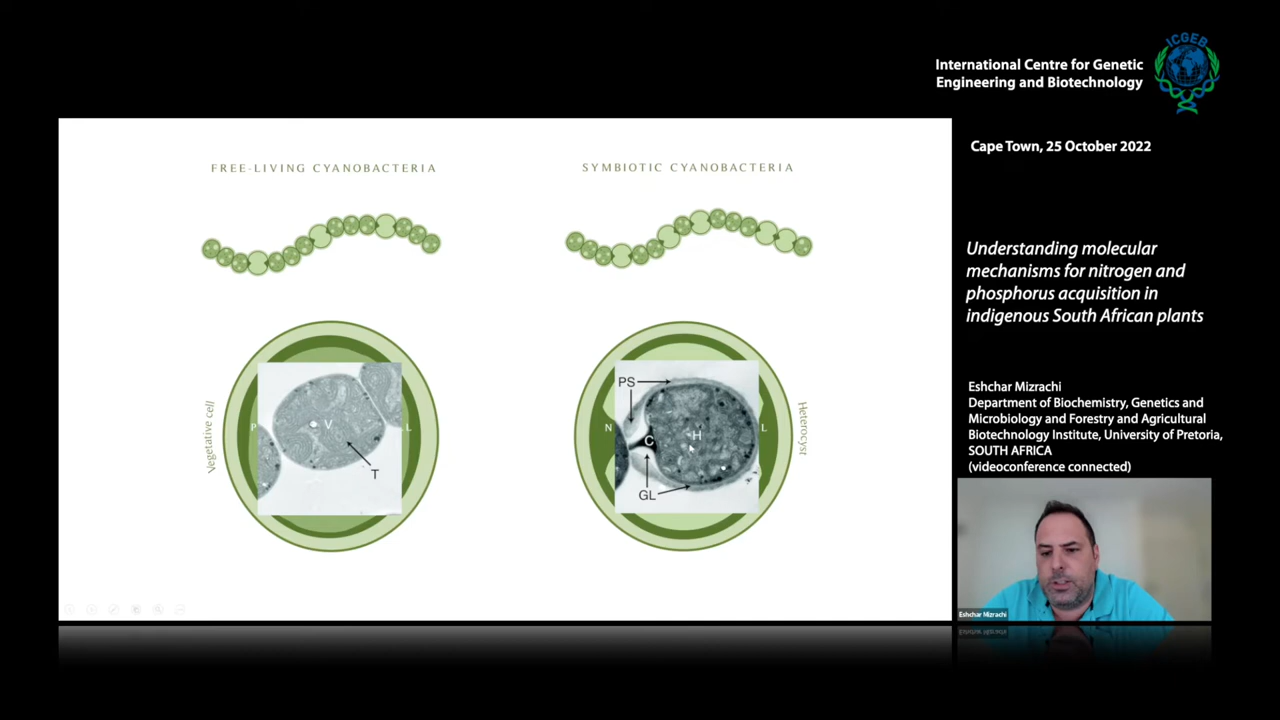 ICGEB
International Centre for Genetic
Engineering and Biotechnology
Cape Town, 25 October 2022
FREE-LIVING CYANOBACTERIA
SYMBIOTIC CYANOBACTERIA
Vegetative cell
P
V
L
T
PS
N
C
H
L
GL
Heterocyst
Understanding molecular
mechanisms for nitrogen and
phosphorus acquisition in
indigenous South African plants
Eshchar Mizrachi
Department of Biochemistry, Genetics and
Microbiology and Forestry and Agricultural
Biotechnology Institute, University of Pretoria,
SOUTH AFRICA
(videoconference connected)
Eshchar Mizrachi